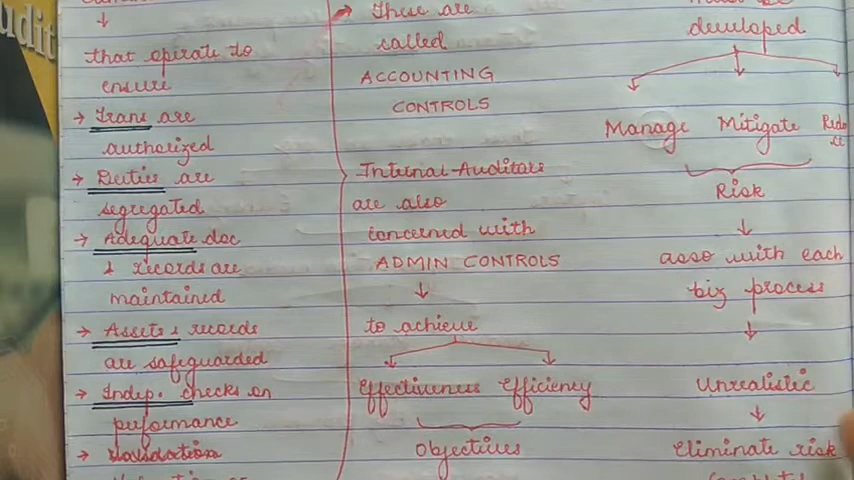 udit
↓
that operate to
ensure
→ Trans are
authorized
→ Duties are
segregated
→ Adequate doc
& records are
maintained
→ Assets & records
are safeguarded
→ Indep. checks on
performance
→ Validation
→ These are
called
ACCOUNTING
CONTROLS
Internal Auditors
are also
concerned with
ADMIN CONTROLS
↓
to achieve
Effectiveness Efficiency
Objectives
developed
Manage Mitigate
Risk
↓
asso with each
biz process
↓
Unrealistic
↓
Eliminate risk